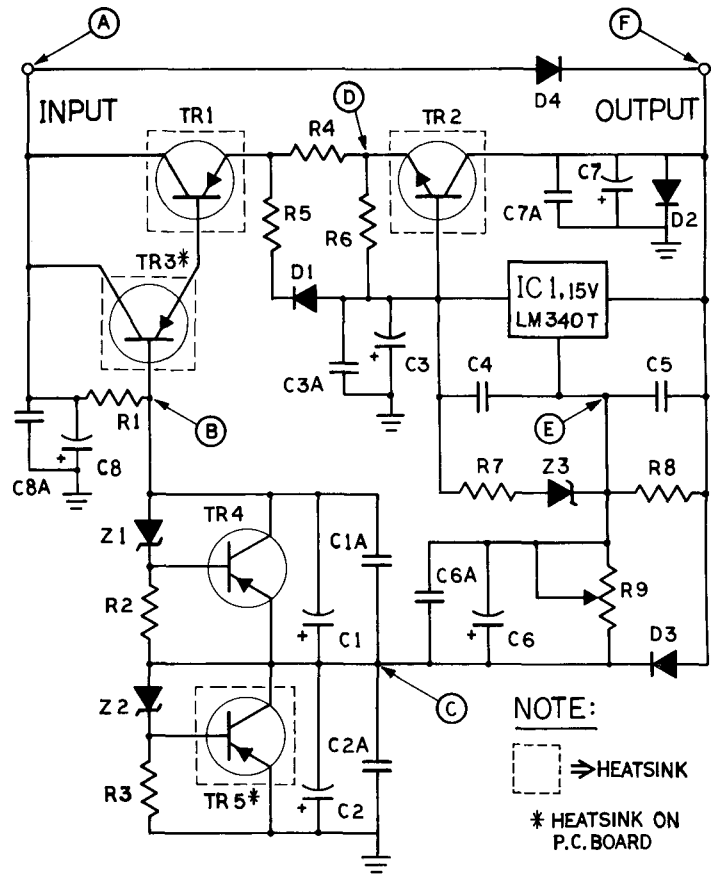 A
F
INPUT
D4
OUTPUT
D
TR1
R4
TR2
C7
C7A
+
D2
R5
R6
TR3*
D1
IC1, 15V
LM340T
C3
+
C3A
C4
C5
R1
B
E
C8A
+
C8
R7
Z3
R8
TR4
Z1
C1A
R2
C6A
R9
+
C1
+
C6
D3
Z2
C
NOTE:
C2A
⇒HEATSINK
R3
TR5*
+
C2
* HEATSINK ON
P.C. BOARD